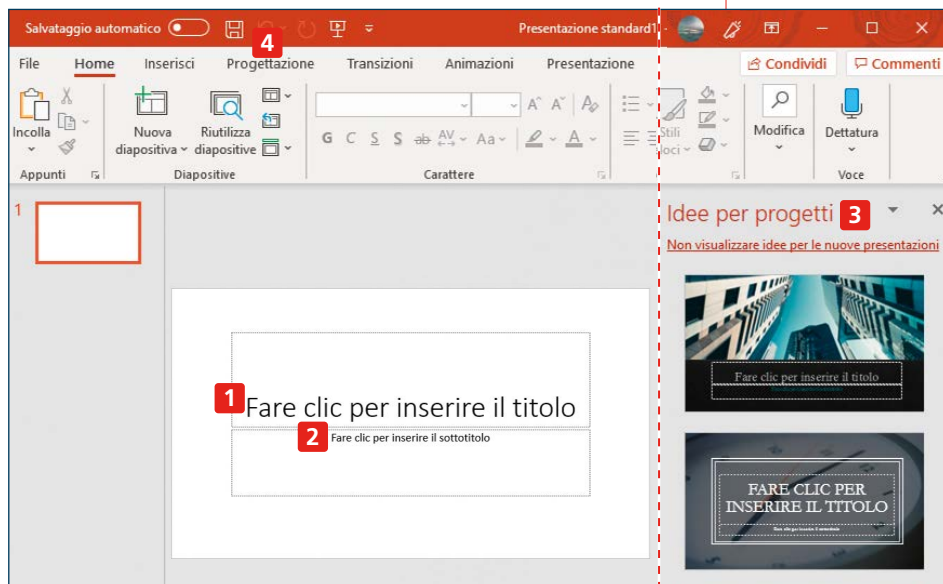 Salvataggio automatico
4
Presentazione standard1 -
File Home Inserisci Progettazione Transizioni Animazioni Presentazione Condividi Commenti
Incolla
Nuova diapositiva
Riutilizza diapositive
G C S S ab AV Aa A A^ A˅ A
Stili
loci
Modifica
Dettatura
Appunti Diapositive Carattere Voce
1
Idee per progetti 3
Non visualizzare idee per le nuove presentazioni
Fare clic per inserire il titolo
1 Fare clic per inserire il titolo
2 Fare clic per inserire il sottotitolo
FARE CLIC PER
INSERIRE IL TITOLO